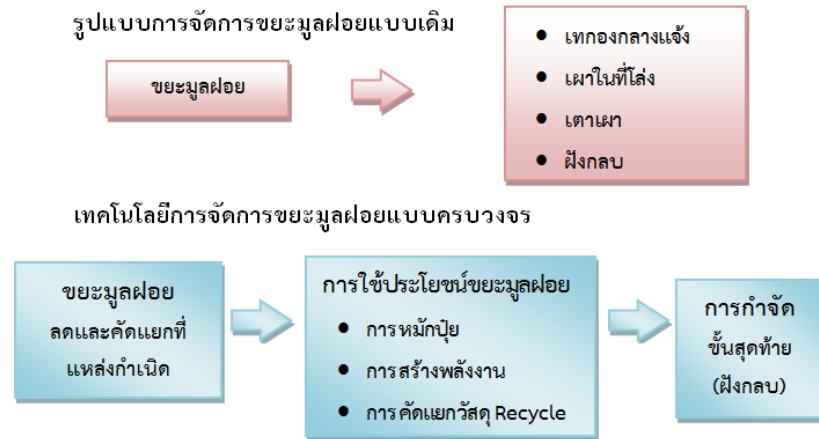 รูปแบบการจัดการขยะมูลฝอยแบบเดิม
ขยะมูลฝอย
● เทกองกลางแจ้ง
● เผาในที่โล่ง
● เตาเผา
● ฝังกลบ
เทคโนโลยีการจัดการขยะมูลฝอยแบบครบวงจร
ขยะมูลฝอย
ลดและคัดแยกที่
แหล่งกำเนิด
การใช้ประโยชน์ขยะมูลฝอย
● การหมักปุ๋ย
● การสร้างพลังงาน
● การคัดแยกวัสดุ Recycle
การกำจัด
ขั้นสุดท้าย
(ฝังกลบ)